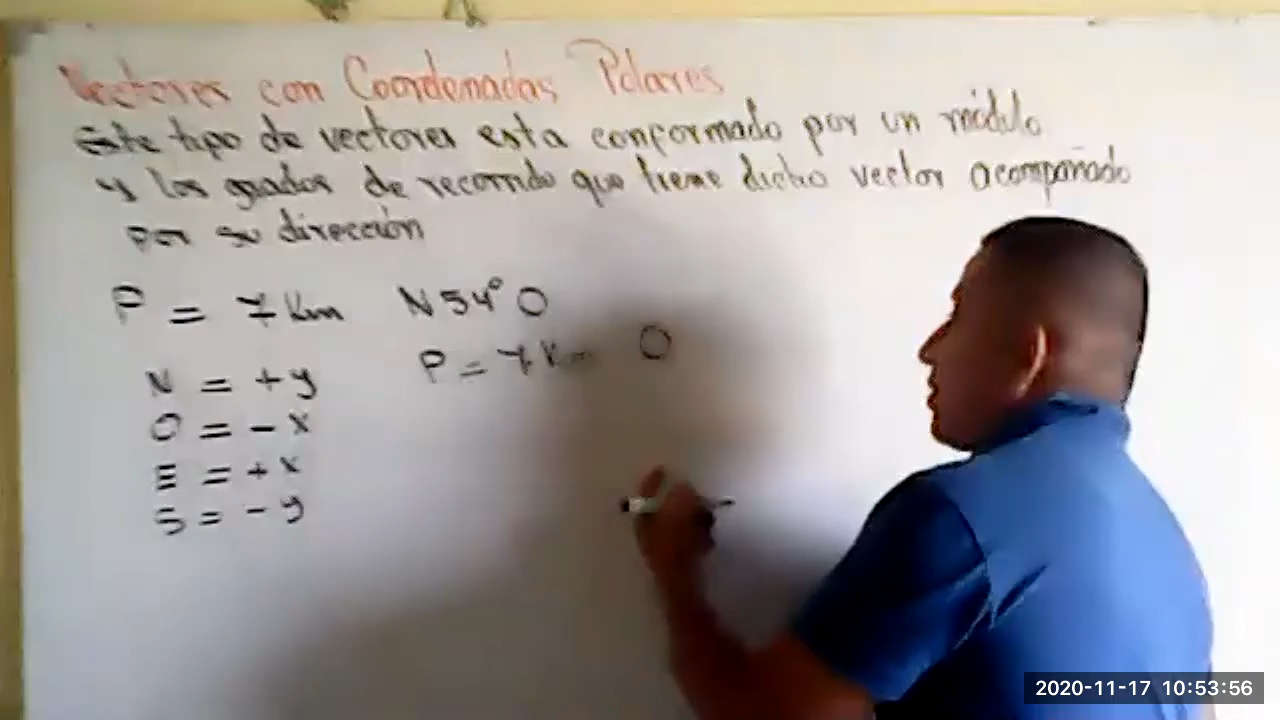 Vectores con Coordenadas Polares
Este tipo de vectores esta conformado por un módulo
y los grados de recorrido que tiene dicho vector acompañado
por su dirección
P = 7 Km N54°O
P = 7 Km O
N = +y
O = - x
E = + x
S = - y
2020-11-17 10:53:56